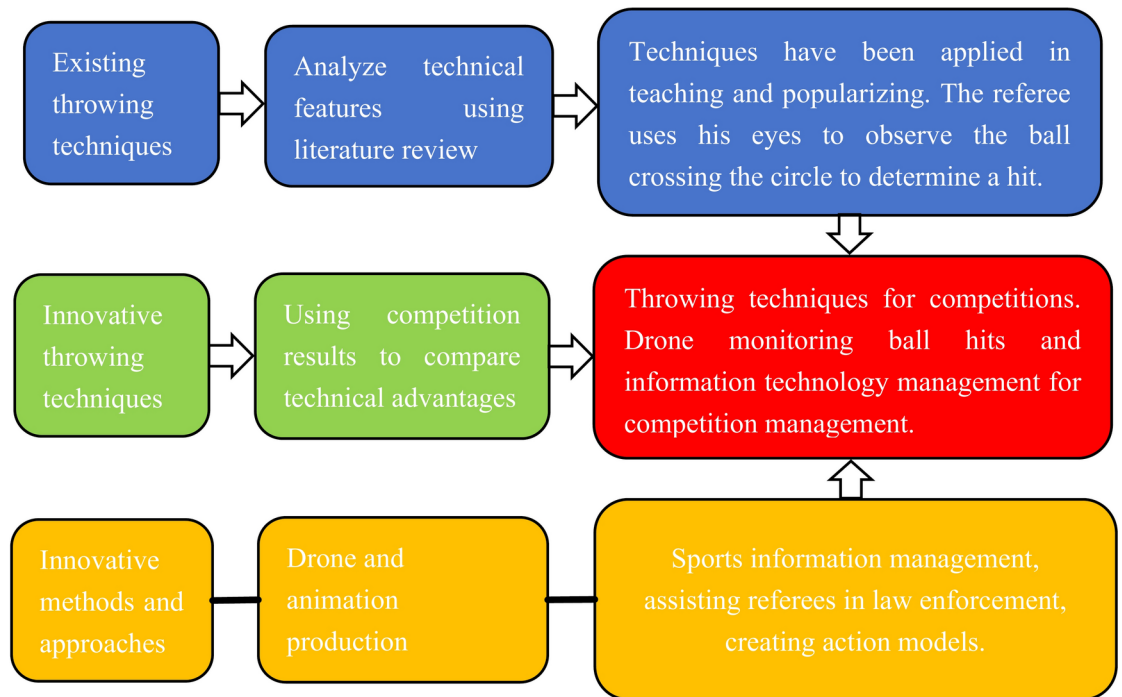 Existing
throwing
techniques
Analyze technical
features using
literature review
Techniques have been applied in
teaching and popularizing. The referee
uses his eyes to observe the ball
crossing the circle to determine a hit.
Innovative
throwing
techniques
Using competition
results to compare
technical advantages
Throwing techniques for competitions.
Drone monitoring ball hits and
information technology management for
competition management.
Innovative
methods and
approaches
Drone and
animation
production
Sports information management,
assisting referees in law enforcement,
creating action models.